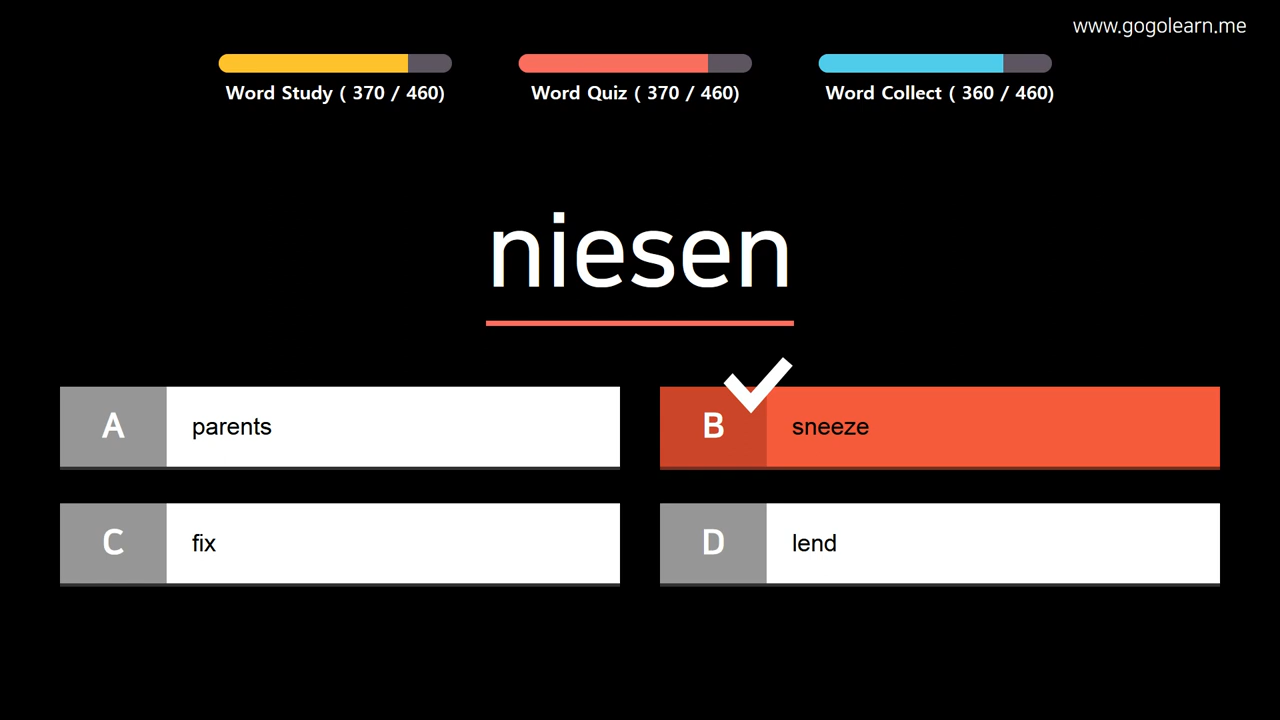 www.gogolearn.me
Word Study ( 370 / 460)
Word Quiz ( 370 / 460)
Word Collect ( 360 / 460)
niesen
A
parents
B
sneeze
C
fix
D
lend